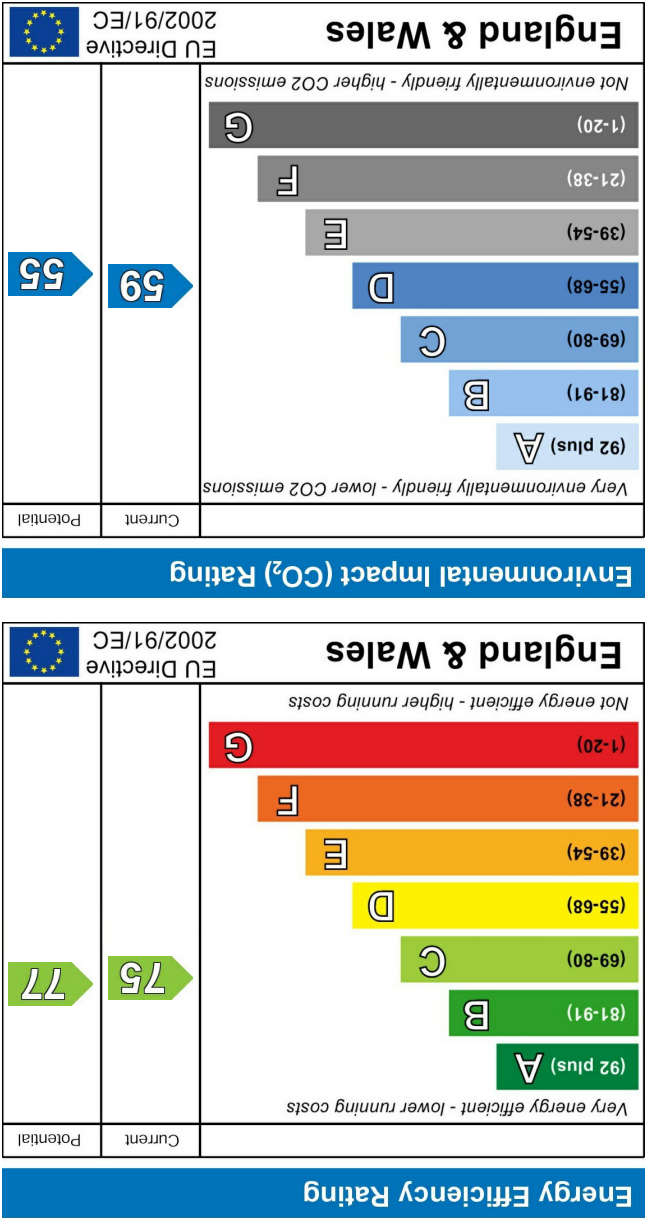 Energy Efficiency Rating
Current Potential
Very energy efficient - lower running costs
(92 plus) A
(81-91) B
(69-80) C
75 77
(55-68) D
(39-54) E
(21-38) F
(1-20) G
Not energy efficient - higher running costs
England & Wales
EU Directive
2002/91/EC
Environmental Impact (CO₂) Rating
Current Potential
Very environmentally friendly - lower CO2 emissions
(92 plus) A
(81-91) B
(69-80) C
(55-68) D
59 55
(39-54) E
(21-38) F
(1-20) G
Not environmentally friendly - higher CO2 emissions
England & Wales
EU Directive
2002/91/EC